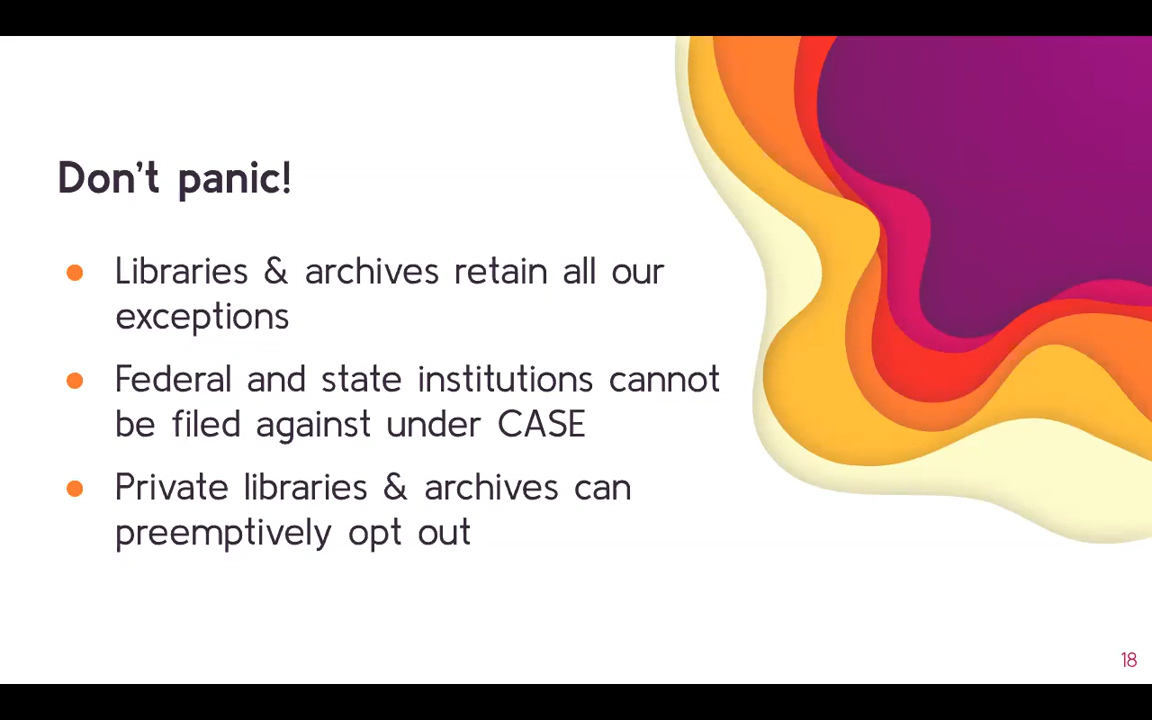 Don’t panic!
Libraries & archives retain all our
exceptions
Federal and state institutions cannot
be filed against under CASE
Private libraries & archives can
preemptively opt out
18